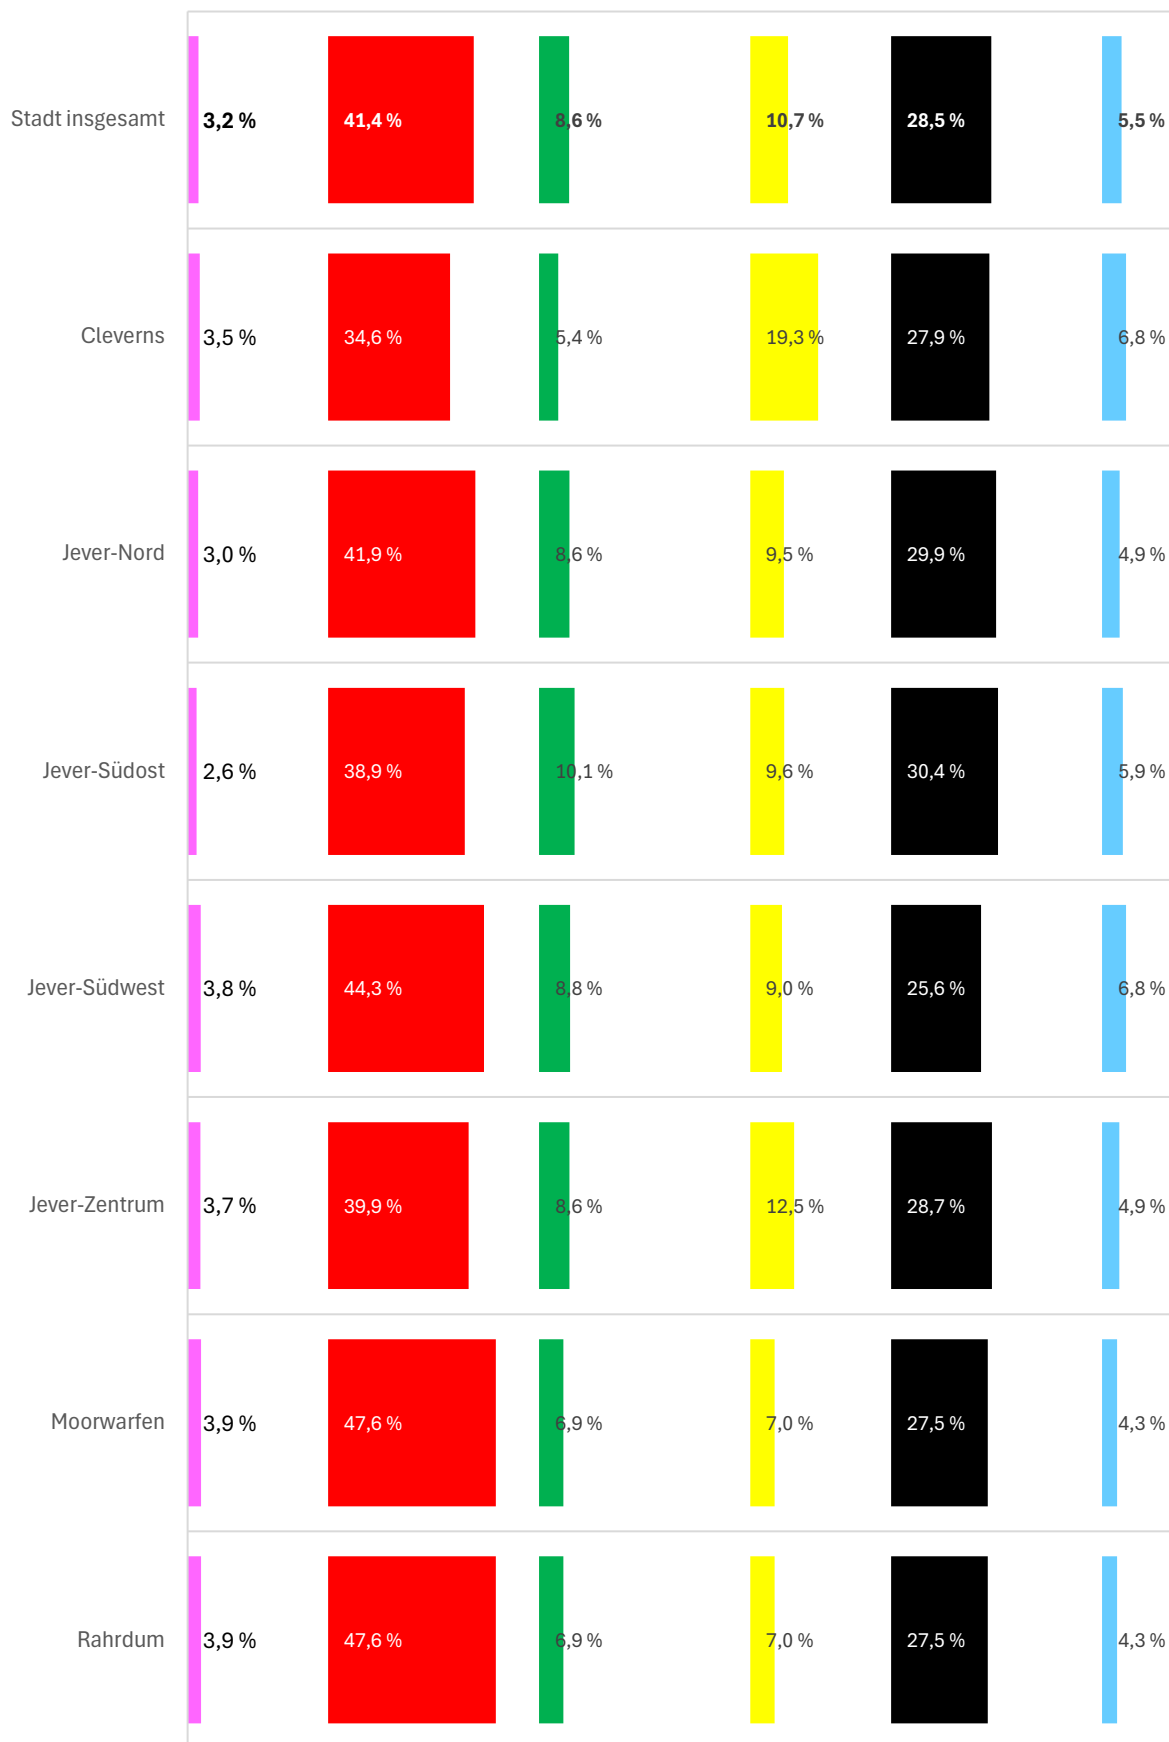 Stadt insgesamt 3,2 % 41,4 % 8,6 % 10,7 % 28,5 % 5,5 %
Cleverns 3,5 % 34,6 % 5,4 % 19,3 % 27,9 % 6,8 %
Jever-Nord 3,0 % 41,9 % 8,6 % 9,5 % 29,9 % 4,9 %
Jever-Südost 2,6 % 38,9 % 10,1 % 9,6 % 30,4 % 5,9 %
Jever-Südwest 3,8 % 44,3 % 8,8 % 9,0 % 25,6 % 6,8 %
Jever-Zentrum 3,7 % 39,9 % 8,6 % 12,5 % 28,7 % 4,9 %
Moorwarfen 3,9 % 47,6 % 6,9 % 7,0 % 27,5 % 4,3 %
Rahrdum 3,9 % 47,6 % 6,9 % 7,0 % 27,5 % 4,3 %